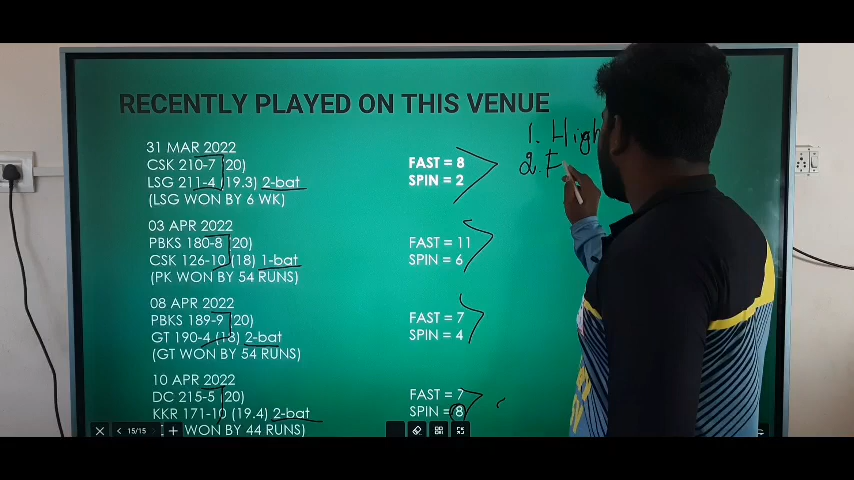 RECENTLY PLAYED ON THIS VENUE
31 MAR 2022
CSK 210-7 (20)
LSG 211-4 (19.3) 2-bat
(LSG WON BY 6 WK)
FAST = 8
SPIN = 2
03 APR 2022
PBKS 180-8 (20)
CSK 126-10 (18) 1-bat
(PK WON BY 54 RUNS)
FAST = 11
SPIN = 6
08 APR 2022
PBKS 189-9 (20)
GT 190-4 (18) 2-bat
(GT WON BY 54 RUNS)
FAST = 7
SPIN = 4
10 APR 2022
DC 215-5 (20)
KKR 171-10 (19.4) 2-bat
WON BY 44 RUNS)
FAST = 7
SPIN = 8
1. High
2. F
15/15